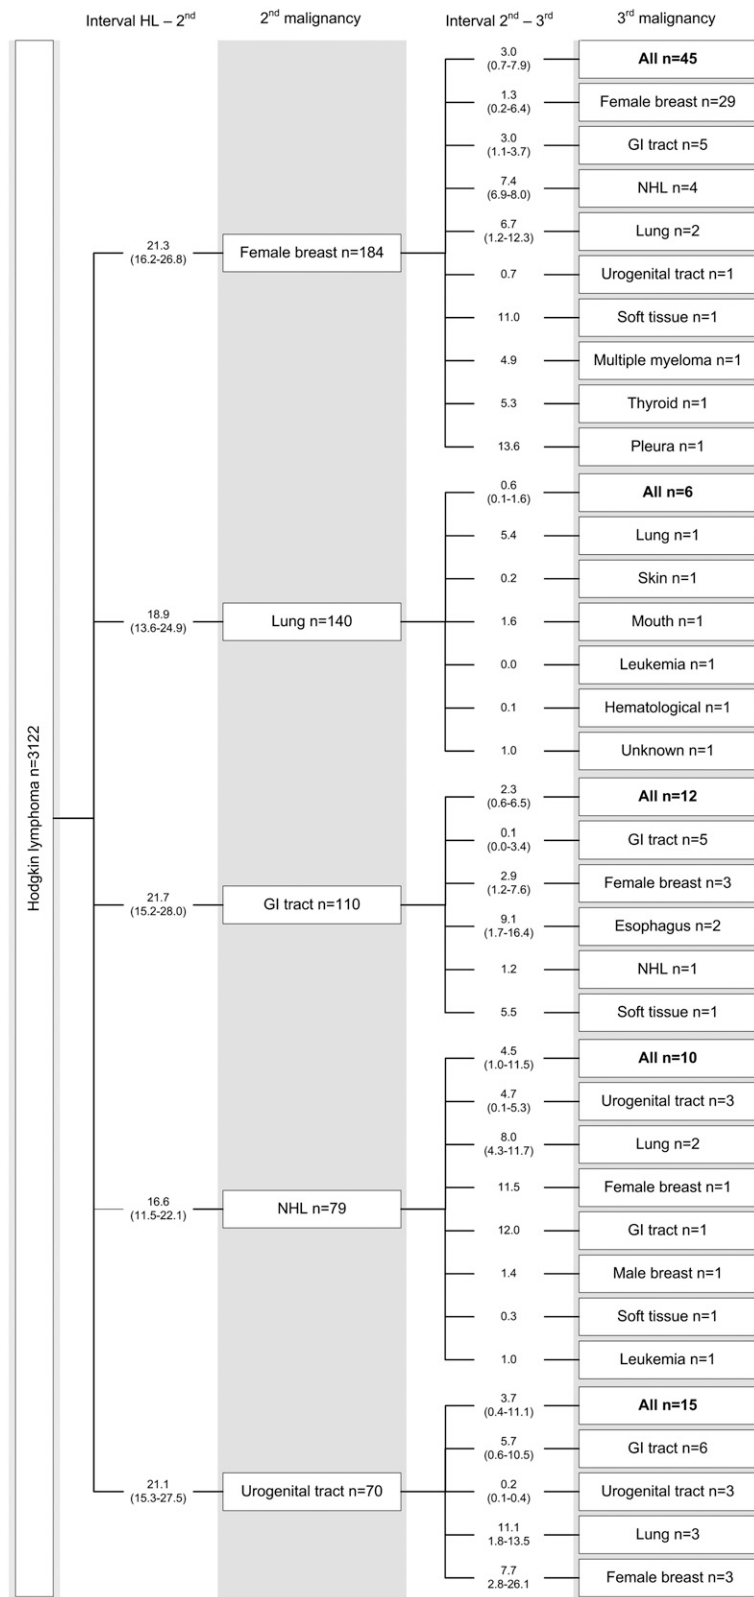 Interval HL – 2nd
2nd malignancy
Interval 2nd – 3rd
3rd malignancy
Hodgkin lymphoma n=3122
21.3
(16.2-26.8)
Female breast n=184
3.0
(0.7-7.9)
All n=45
1.3
(0.2-6.4)
Female breast n=29
3.0
(1.1-3.7)
GI tract n=5
7.4
(6.9-8.0)
NHL n=4
6.7
(1.2-12.3)
Lung n=2
0.7
Urogenital tract n=1
11.0
Soft tissue n=1
4.9
Multiple myeloma n=1
5.3
Thyroid n=1
13.6
Pleura n=1
18.9
(13.6-24.9)
Lung n=140
0.6
(0.1-1.6)
All n=6
5.4
Lung n=1
0.2
Skin n=1
1.6
Mouth n=1
0.0
Leukemia n=1
0.1
Hematological n=1
1.0
Unknown n=1
21.7
(15.2-28.0)
GI tract n=110
2.3
(0.6-6.5)
All n=12
0.1
(0.0-3.4)
GI tract n=5
2.9
(1.2-7.6)
Female breast n=3
9.1
(1.7-16.4)
Esophagus n=2
1.2
NHL n=1
5.5
Soft tissue n=1
16.6
(11.5-22.1)
NHL n=79
4.5
(1.0-11.5)
All n=10
4.7
(0.1-5.3)
Urogenital tract n=3
8.0
(4.3-11.7)
Lung n=2
11.5
Female breast n=1
12.0
GI tract n=1
1.4
Male breast n=1
0.3
Soft tissue n=1
1.0
Leukemia n=1
21.1
(15.3-27.5)
Urogenital tract n=70
3.7
(0.4-11.1)
All n=15
5.7
(0.6-10.5)
GI tract n=6
0.2
(0.1-0.4)
Urogenital tract n=3
11.1
1.8-13.5
Lung n=3
7.7
2.8-26.1
Female breast n=3